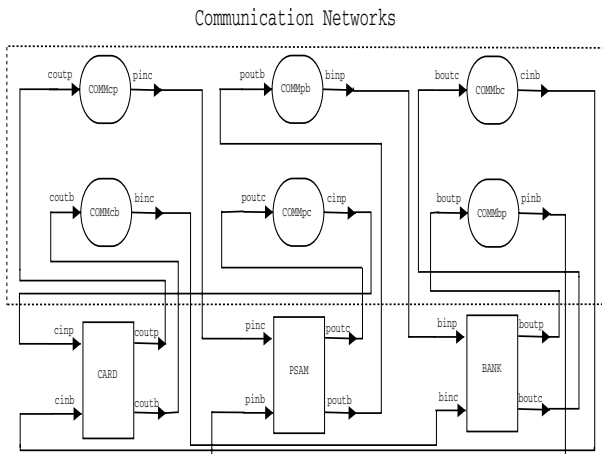 Communication Networks
coutp
COMMcp
pinc
poutb
COMMpb
binp
boutc
COMMbc
cinb
coutb
COMMcb
binc
poutc
COMMpc
cinp
boutp
COMMbp
pinb
cinp
coutp
pinc
poutc
binp
boutp
CARD
PSAM
BANK
cinb
coutb
pinb
poutb
binc
boutc